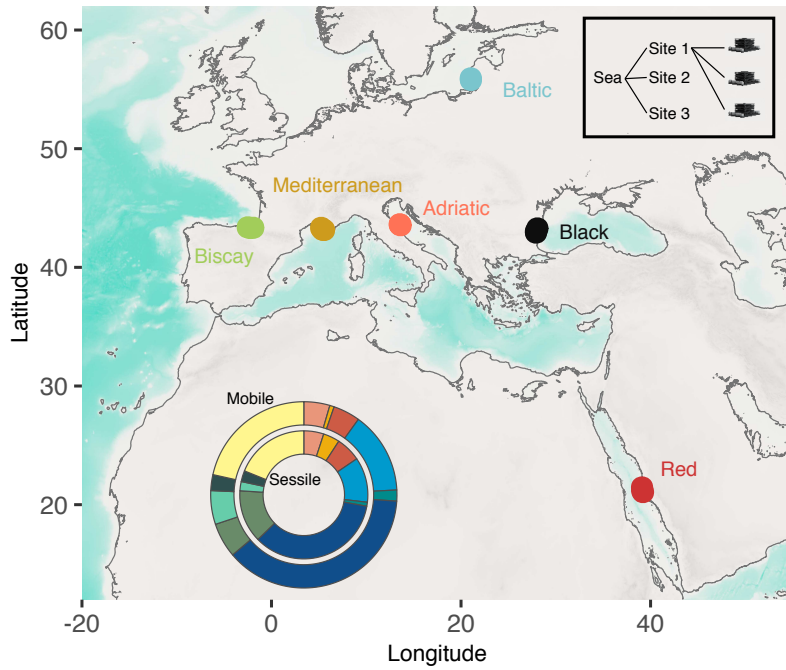 60
50
40
30
20
Latitude
-20
0
20
40
Longitude
Baltic
Mediterranean
Adriatic
Biscay
Black
Red
Sea
Site 1
Site 2
Site 3
Mobile
Sessile